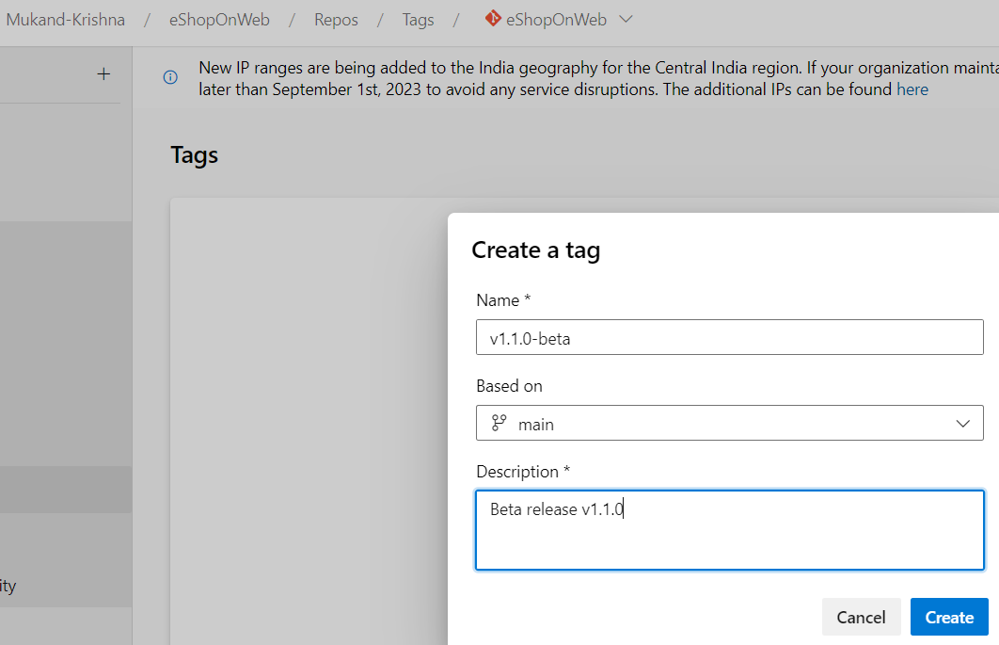 Mukand-Krishna / eShopOnWeb / Repos / Tags / eShopOnWeb
+
New IP ranges are being added to the India geography for the Central India region. If your organization
later than September 1st, 2023 to avoid any service disruptions. The additional IPs can be found here
Tags
Create a tag
Name *
v1.1.0-beta
Based on
main
Description *
Beta release v1.1.0
ity
Cancel Create